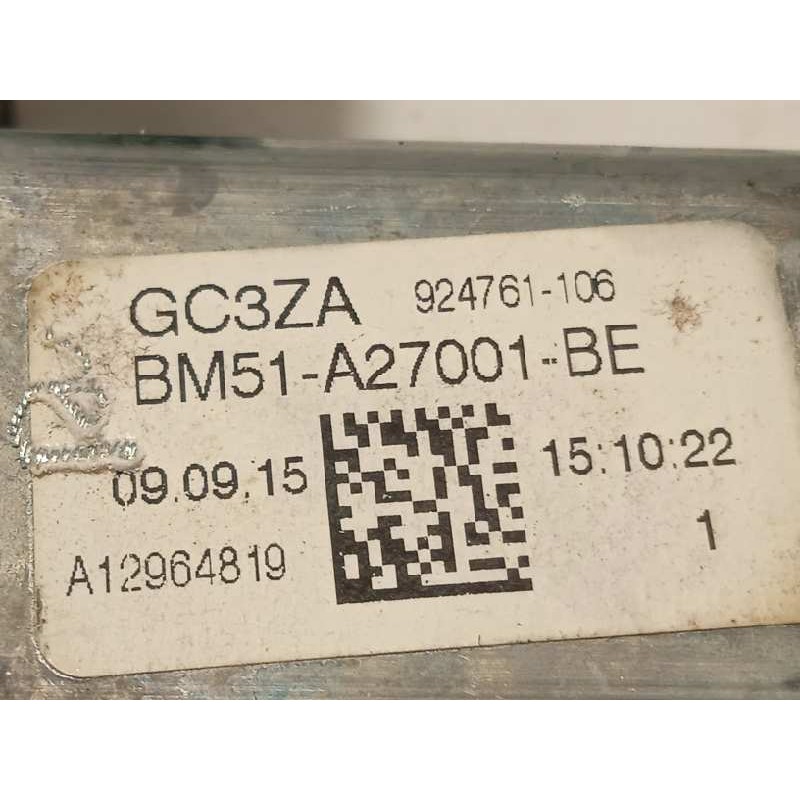 GC3ZA 924761-106
BM51-A27001-BE
09.09.15 15:10:22
A12964819 1